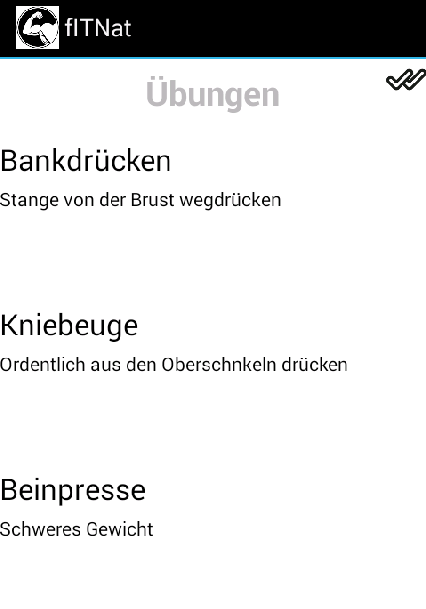 fITNat
Übungen
Bankdrücken
Stange von der Brust wegdrücken
Kniebeuge
Ordentlich aus den Oberschnkeln drücken
Beinpresse
Schweres Gewicht